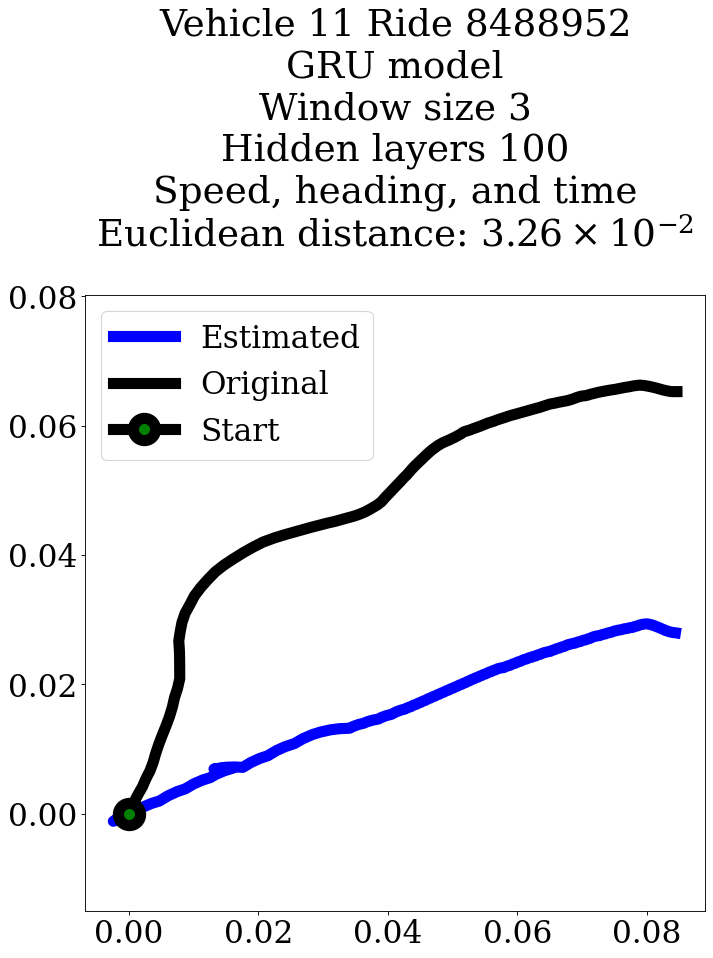 Vehicle 11 Ride 8488952
GRU model
Window size 3
Hidden layers 100
Speed, heading, and time
Euclidean distance: 3.26 × 10⁻²
0.08
Estimated
Original
0.06
Start
0.04
0.02
0.00
0.00 0.02 0.04 0.06 0.08